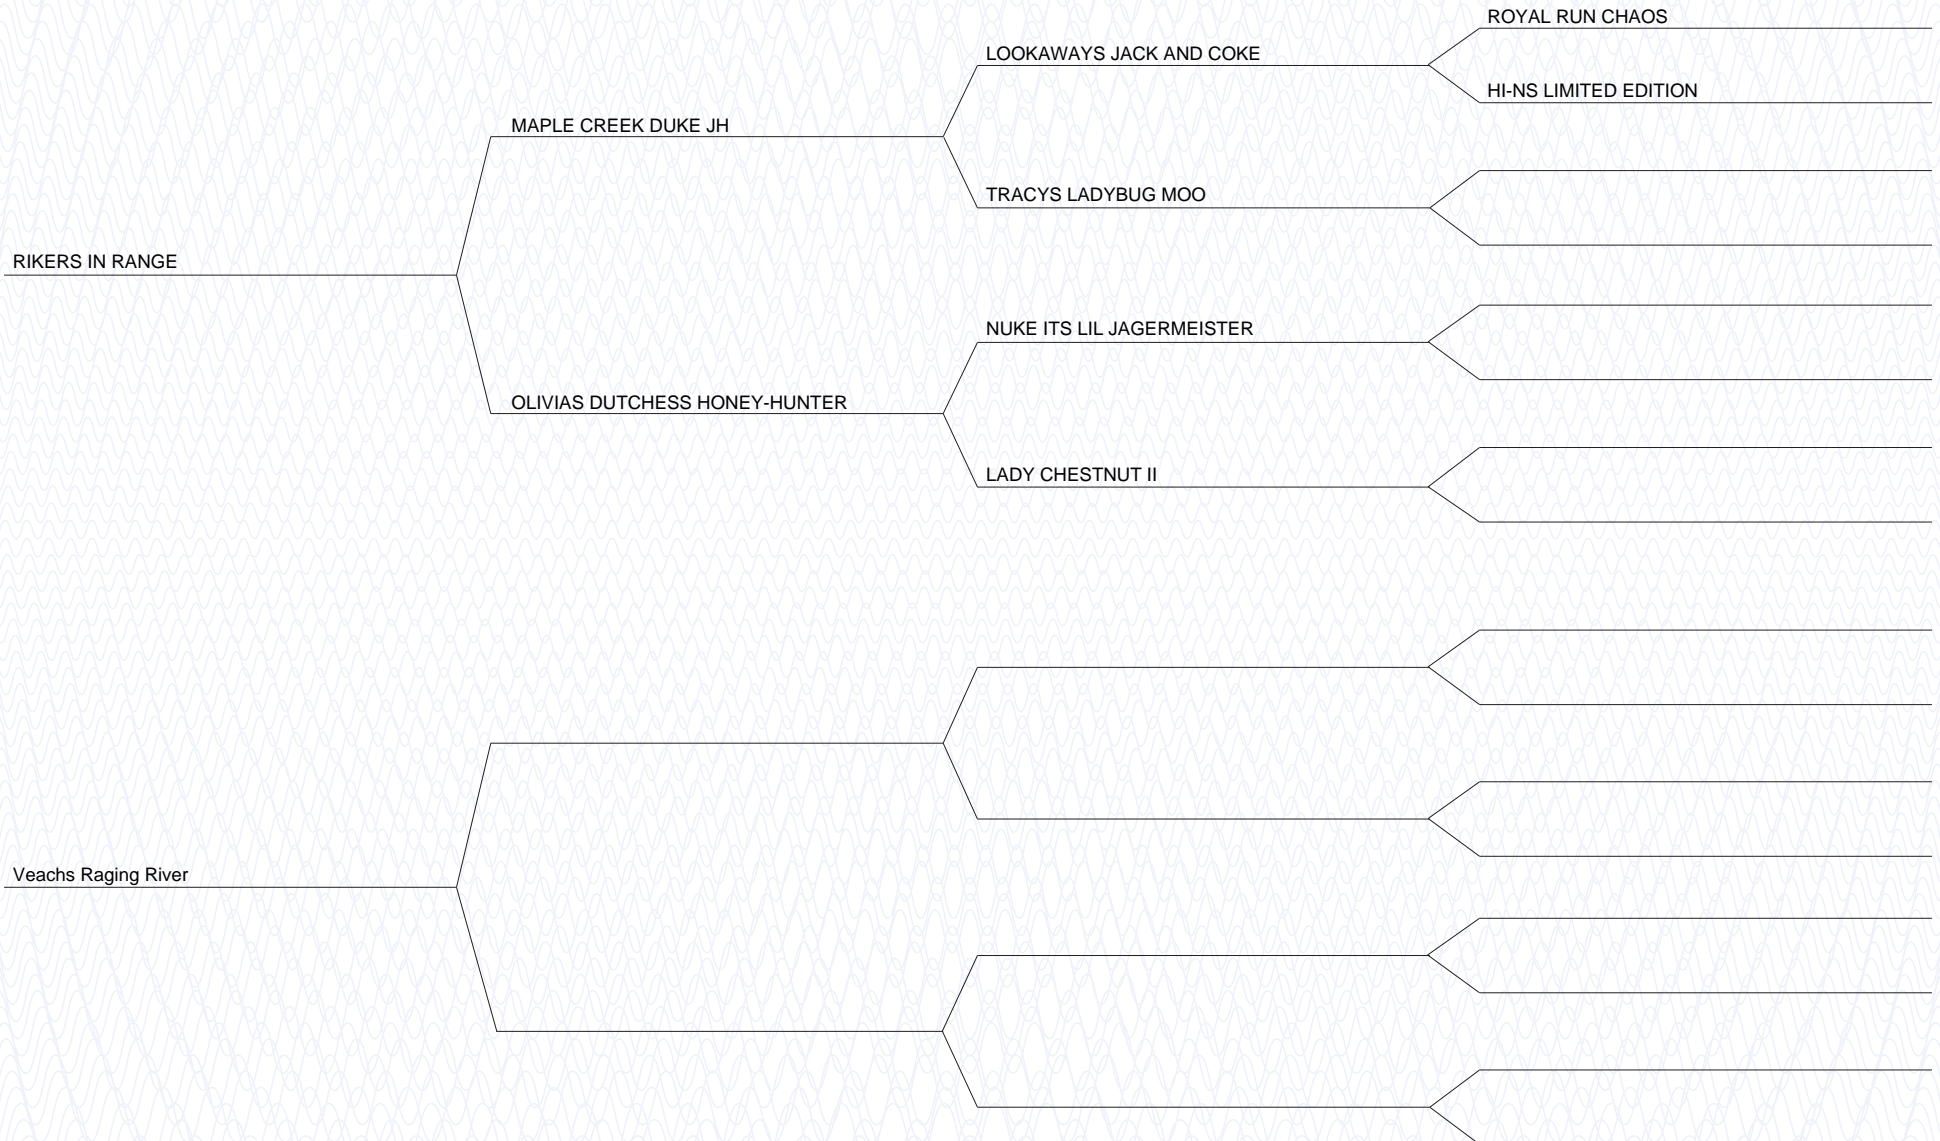 ROYAL RUN CHAOS
LOOKAWAYS JACK AND COKE
HI-NS LIMITED EDITION
MAPLE CREEK DUKE JH
TRACYS LADYBUG MOO
RIKERS IN RANGE
NUKE ITS LIL JAGERMEISTER
OLIVIAS DUTCHESS HONEY-HUNTER
LADY CHESTNUT II
Veachs Raging River